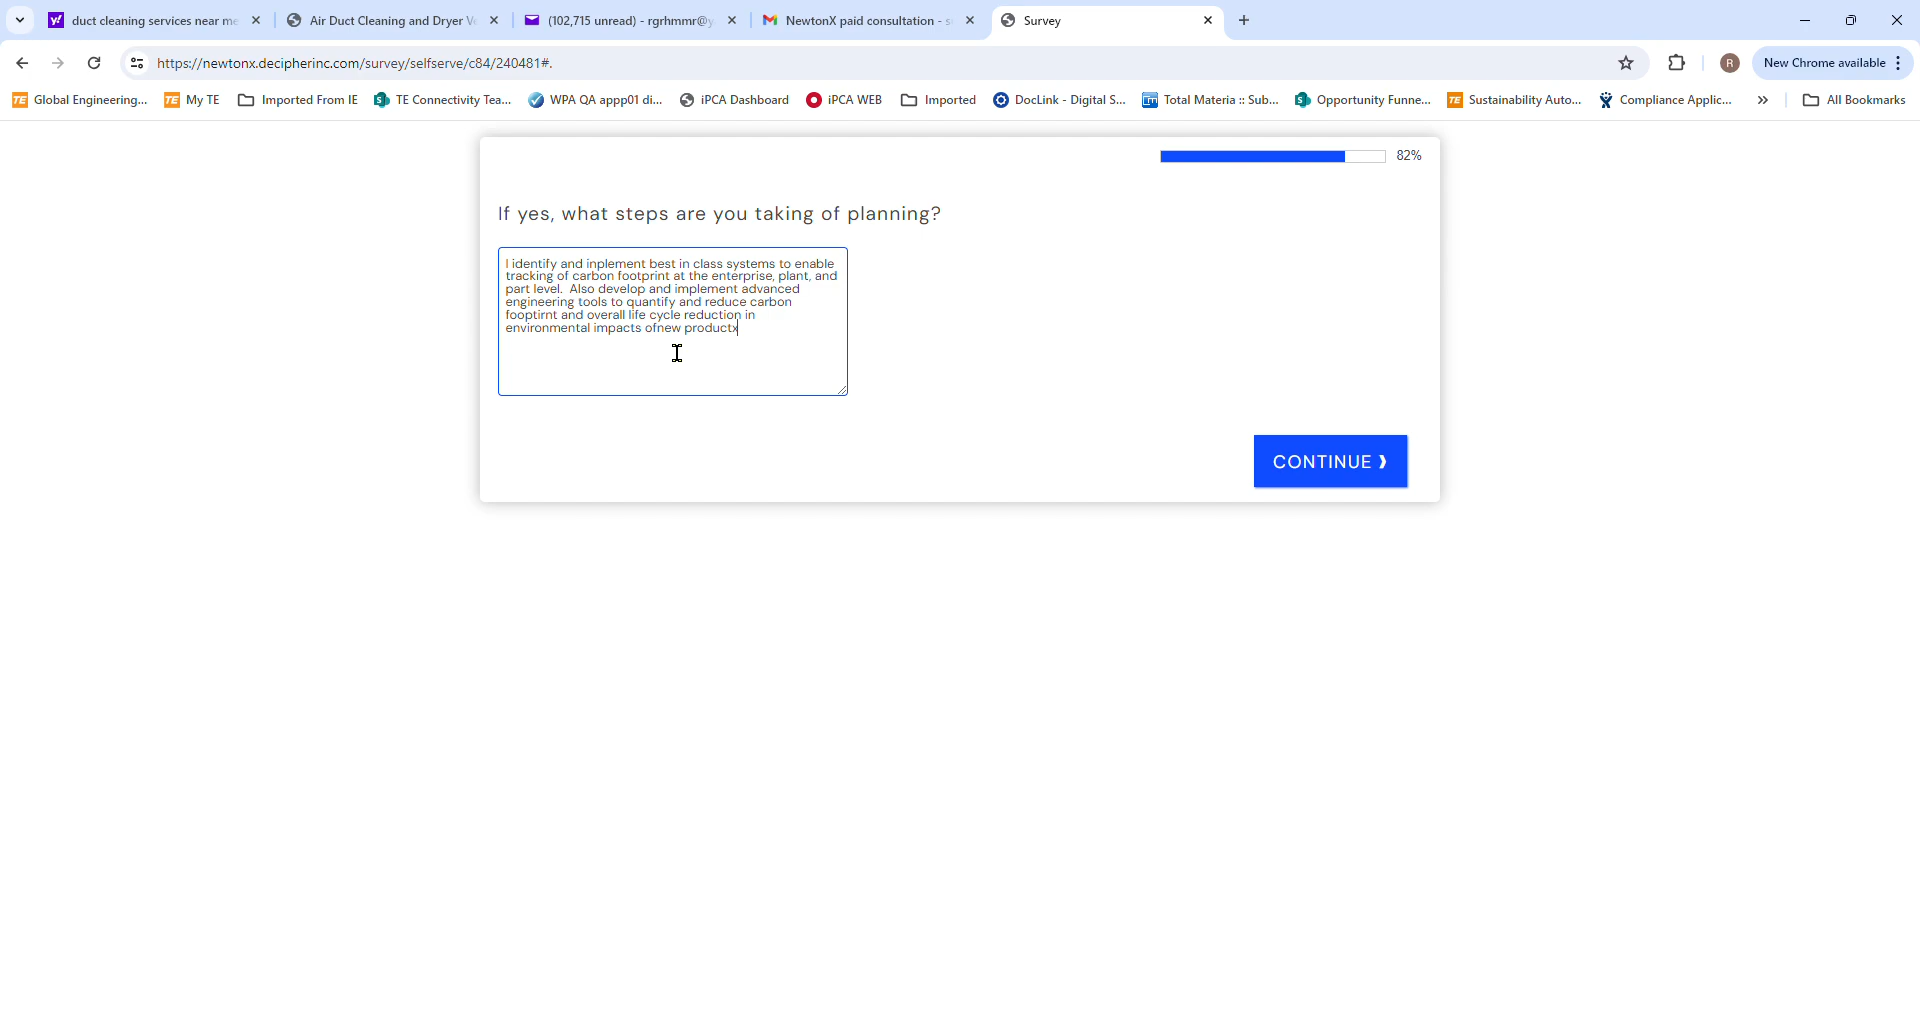 duct cleaning services near me
Air Duct Cleaning and Dryer Ve
(102,715 unread) - rgrhmmr@y
NewtonX paid consultation - s
Survey
https://newtonx.decipherinc.com/survey/selfserve/c84/240481#.
R
New Chrome available
TE Global Engineering...
TE My TE
Imported From IE
TE Connectivity Tea...
WPA QA appp01 di...
iPCA Dashboard
iPCA WEB
Imported
DocLink - Digital S...
Total Materia :: Sub...
Opportunity Funne...
TE Sustainability Auto...
Compliance Applic...
»
All Bookmarks
82%
If yes, what steps are you taking of planning?
I identify and inplement best in class systems to enable
tracking of carbon footprint at the enterprise, plant, and
part level.  Also develop and implement advanced
engineering tools to quantify and reduce carbon
fooptirnt and overall life cycle reduction in
environmental impacts ofnew productx
CONTINUE ❱